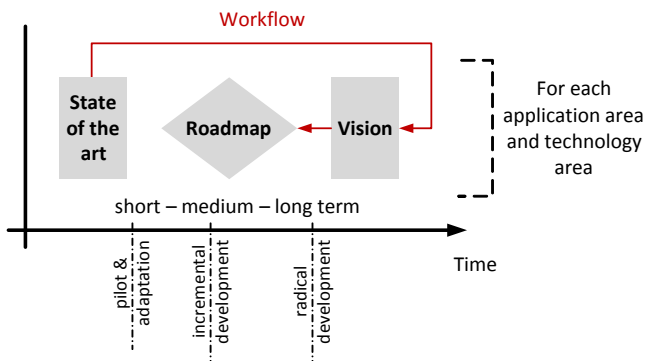 Workflow
State
of the
art
Roadmap
Vision
For each
application area
and technology
area
short – medium – long term
Time
pilot &
adaptation
incremental
development
radical
development